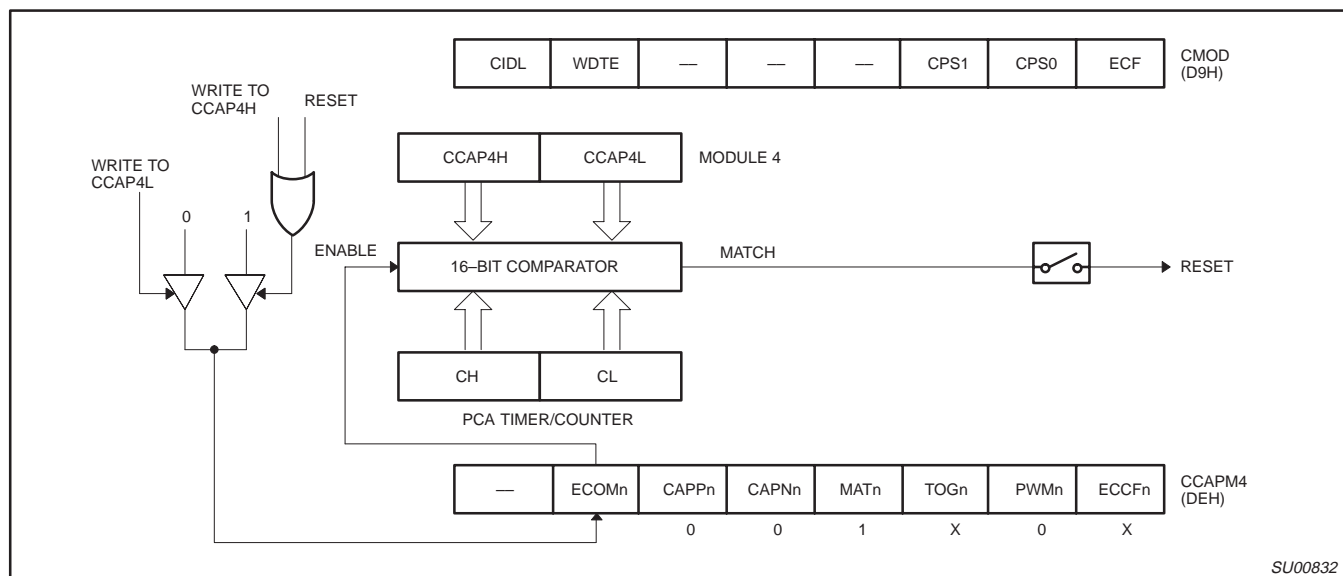 CIDL WDTE — — — CPS1 CPS0 ECF
CMOD
(D9H)
WRITE TO
CCAP4H
RESET
WRITE TO
CCAP4L
0 1
CCAP4H CCAP4L MODULE 4
ENABLE
16–BIT COMPARATOR
MATCH
RESET
CH CL
PCA TIMER/COUNTER
— ECOMn CAPPn CAPNn MATn TOGn PWMn ECCFn
CCAPM4
(DEH)
0 0 1 X 0 X
SU00832